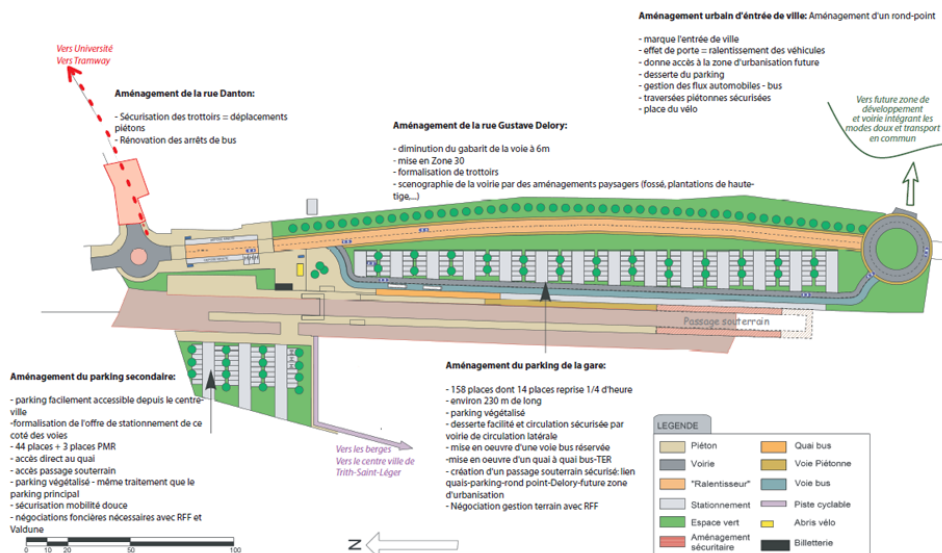 Aménagement urbain d'éntrée de ville: Aménagement d'un rond-point
- marque l'entrée de ville
- effet de porte = ralentissement des véhicules
- donne accès à la zone d'urbanisation future
- desserte du parking
- gestion des flux automobiles - bus
- traversées piétonnes sécurisées
- place du vélo
Vers Université
Vers Tramway
Aménagement de la rue Danton:
- Sécurisation des trottoirs = déplacements
piétons
- Rénovation des arrêts de bus
Vers future zone de
développement
et voirie intégrant les
modes doux et transport
en commun
Aménagement de la rue Gustave Delory:
- diminution du gabarit de la voie à 6m
- mise en Zone 30
- formalisation de trottoirs
- scenographie de la voirie par des aménagements paysagers (fossé, plantations de haute-
tige,...)
Passage souterrain
Aménagement du parking secondaire:
- parking facilement accessible depuis le centre-
ville
-formalisation de l'offre de stationnement de ce
coté des voies
- 44 places + 3 places PMR
- accès direct au quai
- accès passage souterrain
- parking végétalisé - même traitement que le
parking principal
- sécurisation mobilité douce
- négociations foncières nécessaires avec RFF et
Valdune
Vers les berges
Vers le centre ville de
Trith-Saint-Léger
Aménagement du parking de la gare:
- 158 places dont 14 places reprise 1/4 d'heure
- environ 230 m de long
- parking végétalisé
- desserte facilité et circulation sécurisée par
voirie de circulation latérale
- mise en oeuvre d'une voie bus réservée
-mise en oeuvre d'un quai à quai bus-TER
- création d'un passage souterrain sécurisé: lien
quais-parking-rond point-Delory-future zone
d'urbanisation
- Négociation gestion terrain avec RFF
LEGENDE
Piéton
Voirie
"Ralentisseur"
Stationnement
Espace vert
Aménagement
sécuritaire
Quai bus
Voie Piétonne
Voie bus
Piste cyclable
Abris vélo
Billetterie
0 10 20 50 100
N